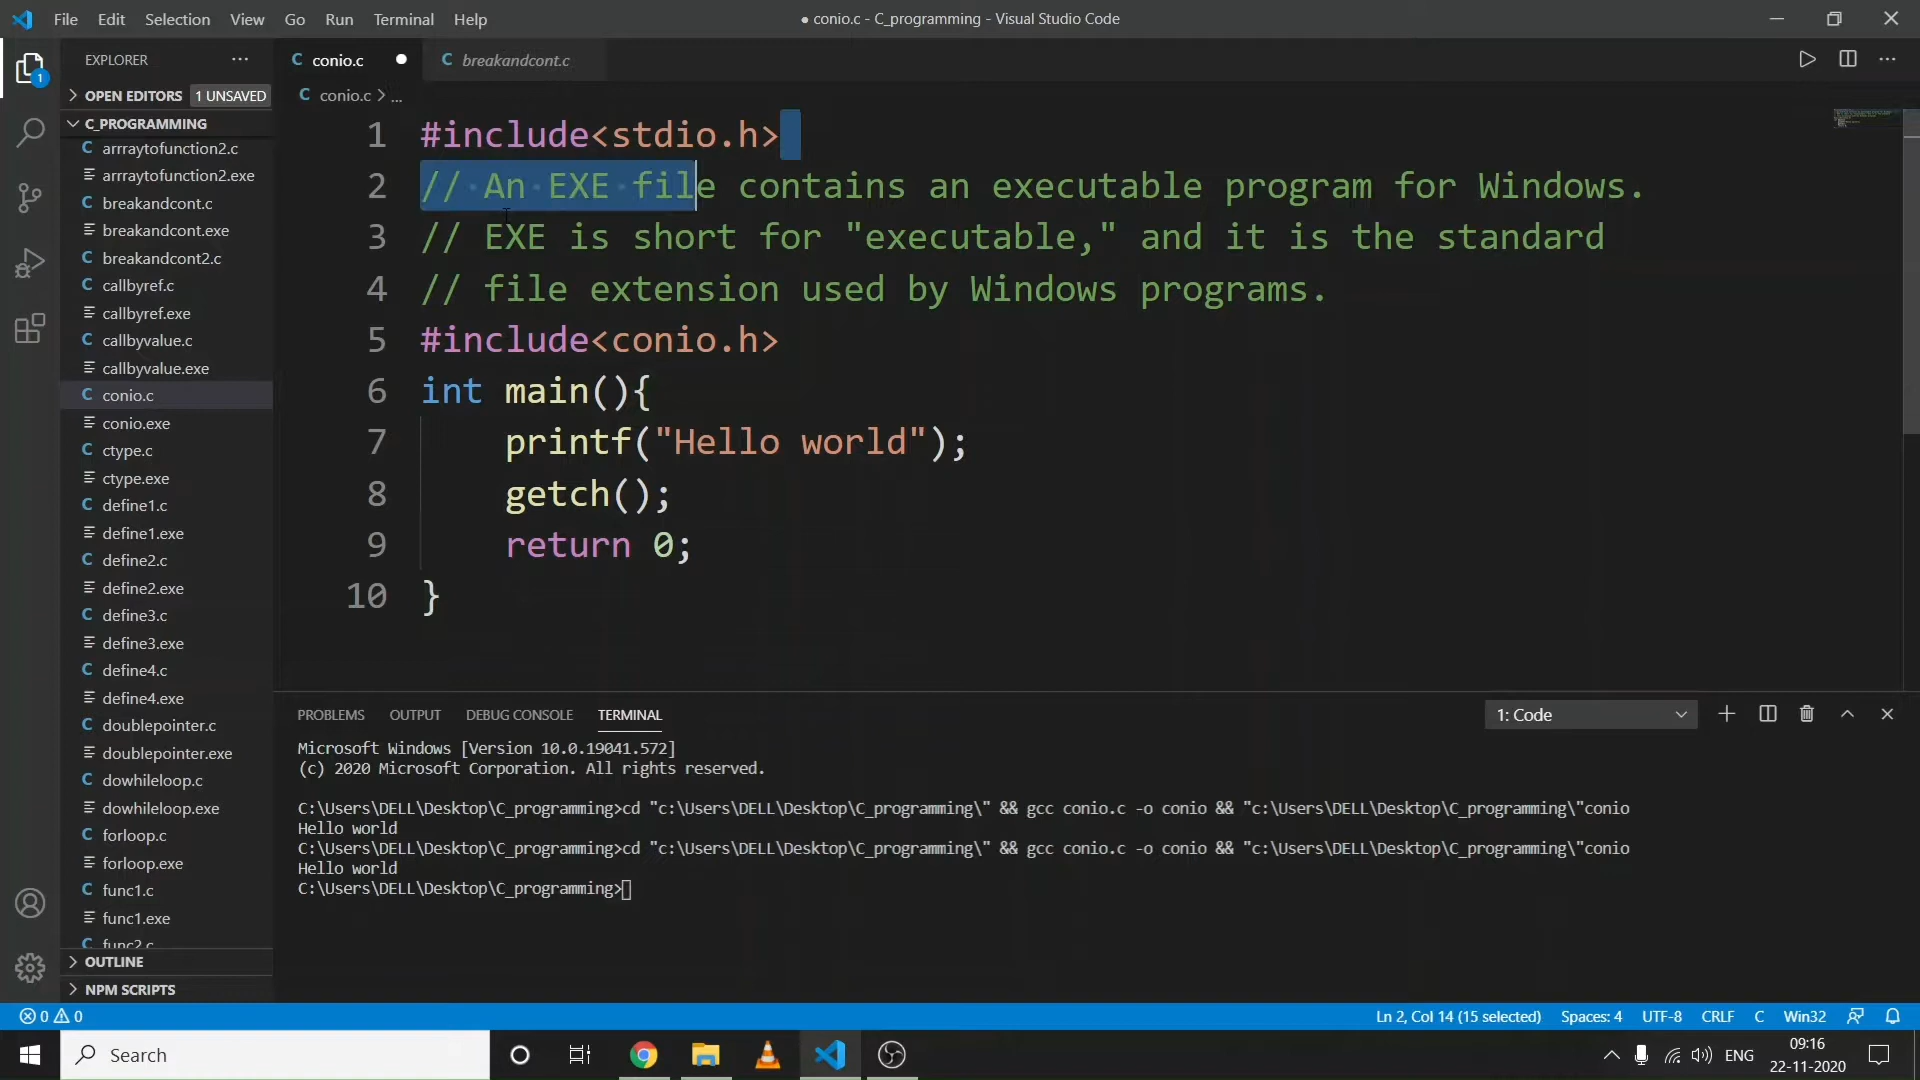 File Edit Selection View Go Run Terminal Help
● conio.c - C_programming - Visual Studio Code
EXPLORER
conio.c
breakandcont.c
OPEN EDITORS 1 UNSAVED
conio.c > ...
C_PROGRAMMING
arrraytofunction2.c
arrraytofunction2.exe
breakandcont.c
breakandcont.exe
breakandcont2.c
callbyref.c
callbyref.exe
callbyvalue.c
callbyvalue.exe
conio.c
conio.exe
ctype.c
ctype.exe
define1.c
define1.exe
define2.c
define2.exe
define3.c
define3.exe
define4.c
define4.exe
doublepointer.c
doublepointer.exe
dowhileloop.c
dowhileloop.exe
forloop.c
forloop.exe
func1.c
func1.exe
func2.c
OUTLINE
NPM SCRIPTS
1 #include<stdio.h>
2 // An EXE file contains an executable program for Windows.
3 // EXE is short for "executable," and it is the standard
4 // file extension used by Windows programs.
5 #include<conio.h>
6 int main(){
7 printf("Hello world");
8 getch();
9 return 0;
10 }
PROBLEMS OUTPUT DEBUG CONSOLE TERMINAL 1: Code
Microsoft Windows [Version 10.0.19041.572]
(c) 2020 Microsoft Corporation. All rights reserved.
C:\Users\DELL\Desktop\C_programming>cd "c:\Users\DELL\Desktop\C_programming\" && gcc conio.c -o conio && "c:\Users\DELL\Desktop\C_programming\"conio
Hello world
C:\Users\DELL\Desktop\C_programming>cd "c:\Users\DELL\Desktop\C_programming\" && gcc conio.c -o conio && "c:\Users\DELL\Desktop\C_programming\"conio
Hello world
C:\Users\DELL\Desktop\C_programming>
0 0 Ln 2, Col 14 (15 selected) Spaces: 4 UTF-8 CRLF C Win32
Search
ENG
09:16
22-11-2020